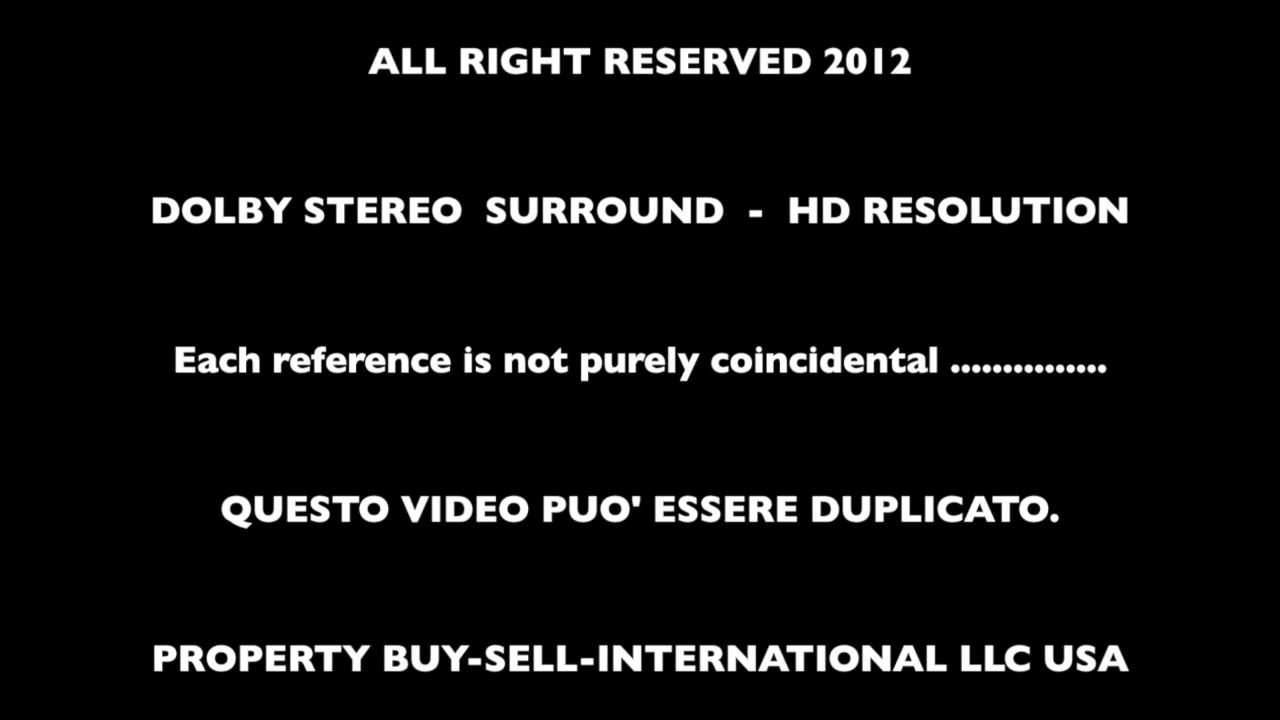 ALL RIGHT RESERVED 2012
DOLBY STEREO  SURROUND  -  HD RESOLUTION
Each reference is not purely coincidental ...............
QUESTO VIDEO PUO' ESSERE DUPLICATO.
PROPERTY BUY-SELL-INTERNATIONAL LLC USA